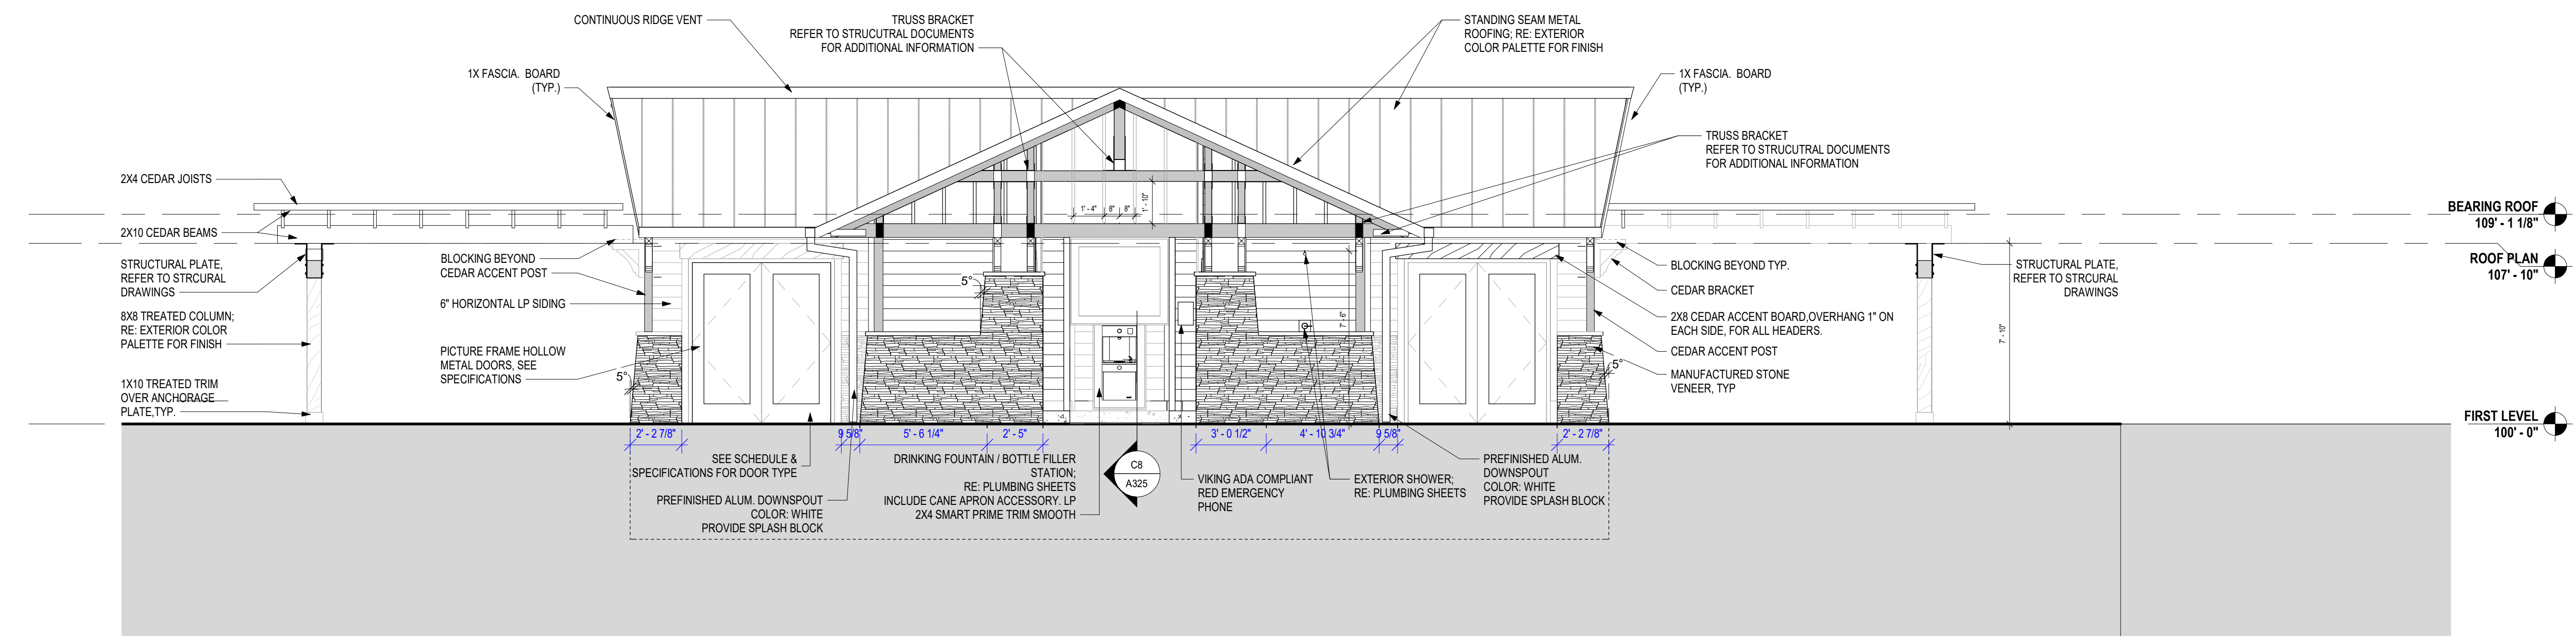 CONTINUOUS RIDGE VENT
TRUSS BRACKET
REFER TO STRUCUTRAL DOCUMENTS
FOR ADDITIONAL INFORMATION
STANDING SEAM METAL
ROOFING; RE: EXTERIOR
COLOR PALETTE FOR FINISH
1X FASCIA. BOARD
(TYP.)
1X FASCIA. BOARD
(TYP.)
TRUSS BRACKET
REFER TO STRUCUTRAL DOCUMENTS
FOR ADDITIONAL INFORMATION
2X4 CEDAR JOISTS
2X10 CEDAR BEAMS
STRUCTURAL PLATE,
REFER TO STRCURAL
DRAWINGS
8X8 TREATED COLUMN;
RE: EXTERIOR COLOR
PALETTE FOR FINISH
1X10 TREATED TRIM
OVER ANCHORAGE
PLATE,TYP.
BLOCKING BEYOND
CEDAR ACCENT POST
6" HORIZONTAL LP SIDING
PICTURE FRAME HOLLOW
METAL DOORS, SEE
SPECIFICATIONS
1' - 4"
8"
8"
1' - 10"
5°
5°
7' - 6"
BEARING ROOF
109' - 1 1/8"
ROOF PLAN
107' - 10"
BLOCKING BEYOND TYP.
CEDAR BRACKET
2X8 CEDAR ACCENT BOARD,OVERHANG 1" ON
EACH SIDE, FOR ALL HEADERS.
CEDAR ACCENT POST
MANUFACTURED STONE
VENEER, TYP
5°
STRUCTURAL PLATE,
REFER TO STRCURAL
DRAWINGS
7' - 10"
FIRST LEVEL
100' - 0"
2' - 2 7/8"
9 5/8"
5' - 6 1/4"
2' - 5"
3' - 0 1/2"
4' - 10 3/4"
9 5/8"
2' - 2 7/8"
SEE SCHEDULE &
SPECIFICATIONS FOR DOOR TYPE
PREFINISHED ALUM. DOWNSPOUT
COLOR: WHITE
PROVIDE SPLASH BLOCK
DRINKING FOUNTAIN / BOTTLE FILLER
STATION;
RE: PLUMBING SHEETS
INCLUDE CANE APRON ACCESSORY. LP
2X4 SMART PRIME TRIM SMOOTH
C8
A325
VIKING ADA COMPLIANT
RED EMERGENCY
PHONE
EXTERIOR SHOWER;
RE: PLUMBING SHEETS
PREFINISHED ALUM.
DOWNSPOUT
COLOR: WHITE
PROVIDE SPLASH BLOCK